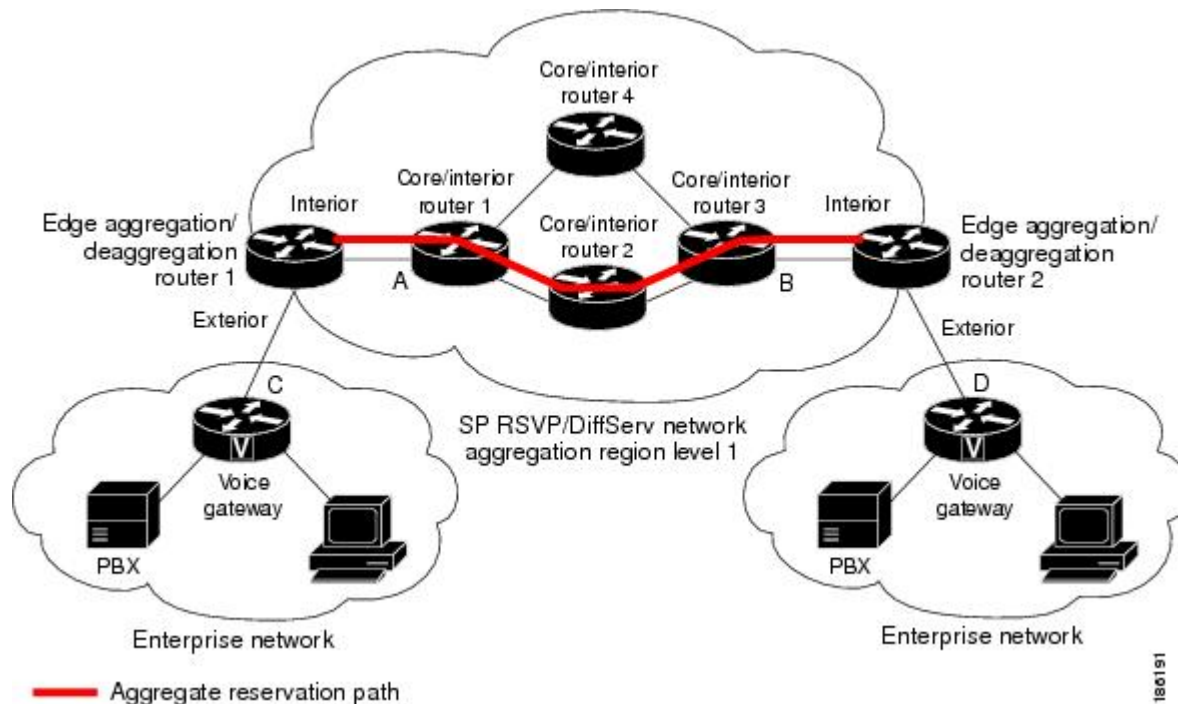 Core/interior
router 4
Core/interior
router 1
Core/interior
router 3
Interior
Interior
Core/interior
router 2
Edge aggregation/
deaggregation
router 1
Edge aggregation/
deaggregation
router 2
A
B
Exterior
Exterior
C
D
SP RSVP/DiffServ network
aggregation region level 1
V
Voice
gateway
PBX
V
Voice
gateway
PBX
Enterprise network
Enterprise network
Aggregate reservation path
186191